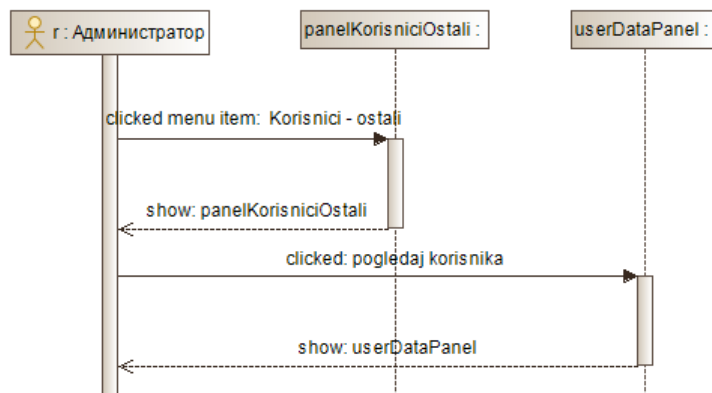 r : Администратор
panelKorisniciOstali :
userDataPanel :
clicked menu item:  Korisnici - ostali
show: panelKorisniciOstali
clicked: pogledaj korisnika
show: userDataPanel